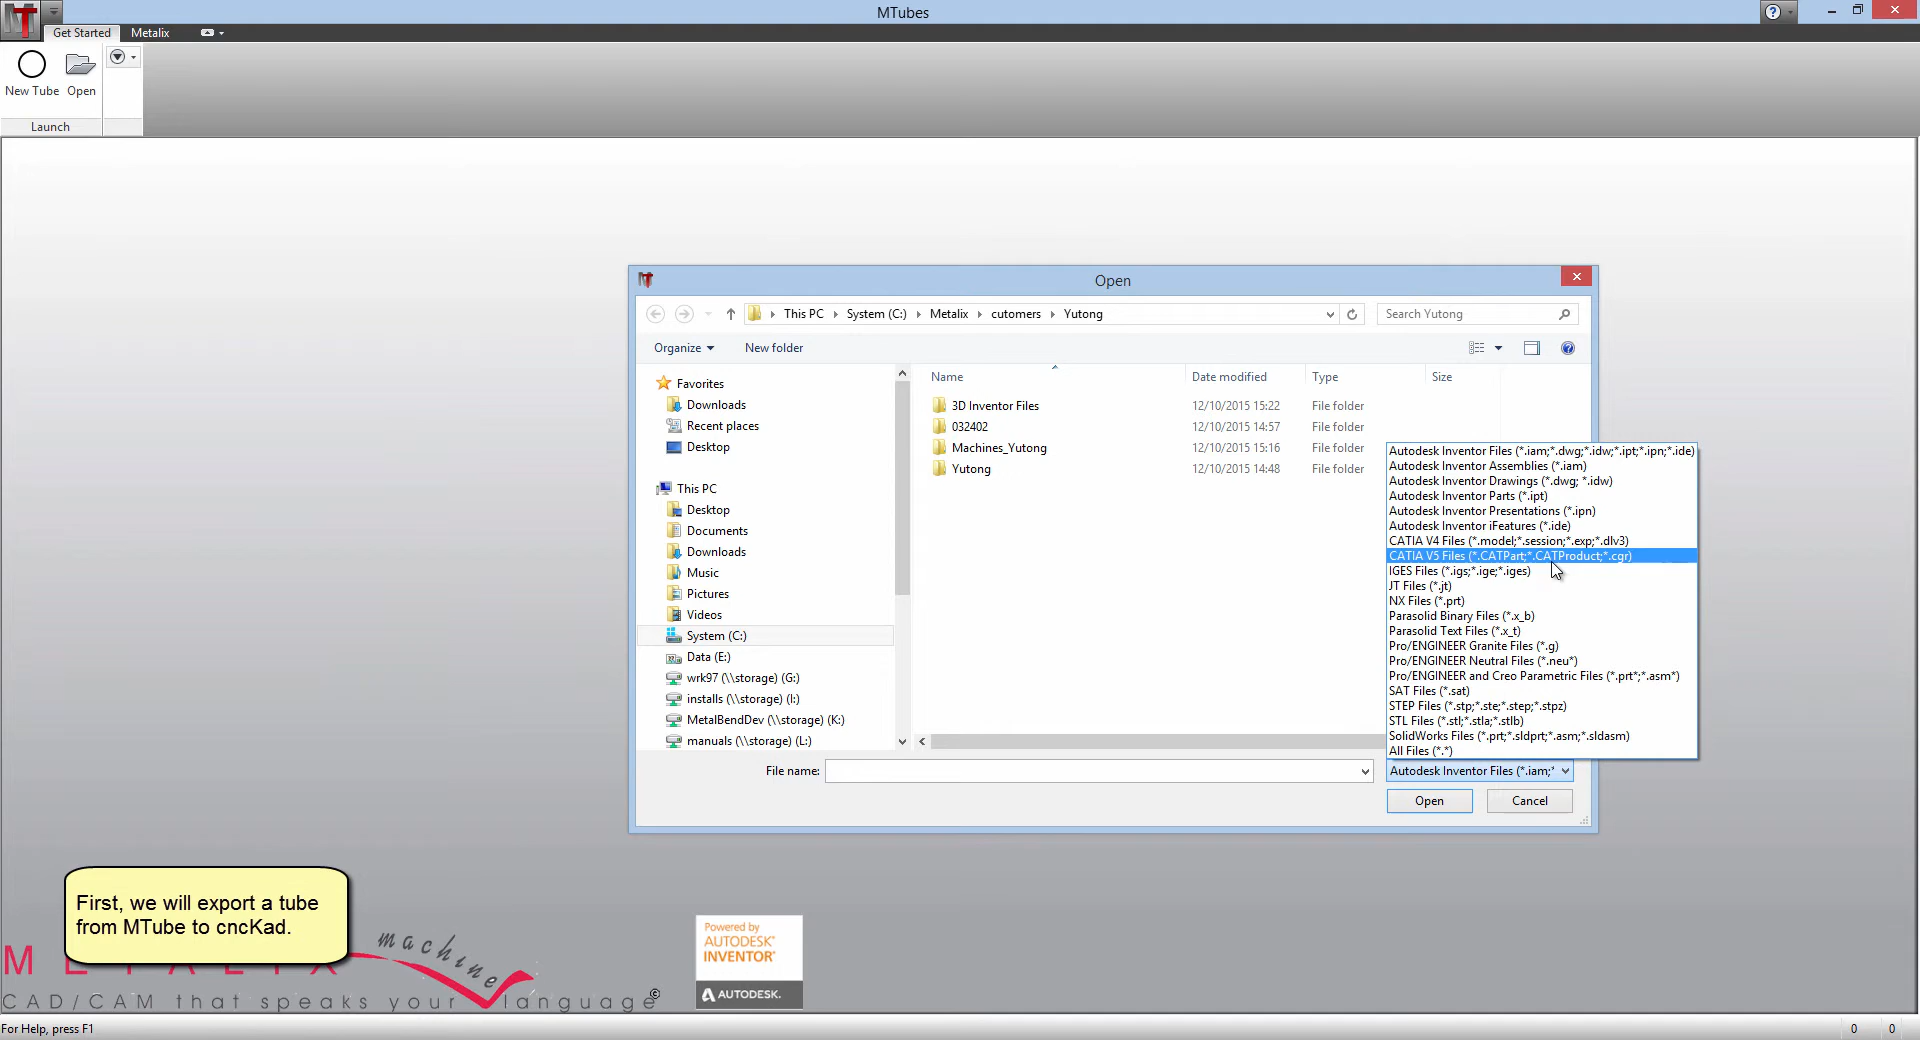 MTubes
Get Started
Metalix
New Tube
Open
Launch
Open
This PC
System (C:)
Metalix
cutomers
Yutong
Search Yutong
Organize
New folder
Name
Date modified
Type
Size
Favorites
Downloads
Recent places
Desktop
This PC
Desktop
Documents
Downloads
Music
Pictures
Videos
System (C:)
Data (E:)
wrk97 (\\storage) (G:)
installs (\\storage) (I:)
MetalBendDev (\\storage) (K:)
manuals (\\storage) (L:)
3D Inventor Files 12/10/2015 15:22 File folder
032402 12/10/2015 14:57 File folder
Machines_Yutong 12/10/2015 15:16 File folder
Yutong 12/10/2015 14:48 File folder
Autodesk Inventor Files (*.iam;*.dwg;*.idw;*.ipt;*.ipn;*.ide)
Autodesk Inventor Assemblies (*.iam)
Autodesk Inventor Drawings (*.dwg; *.idw)
Autodesk Inventor Parts (*.ipt)
Autodesk Inventor Presentations (*.ipn)
Autodesk Inventor iFeatures (*.ide)
CATIA V4 Files (*.model;*.session;*.exp;*.dlv3)
CATIA V5 Files (*.CATPart;*.CATProduct;*.cgr)
IGES Files (*.igs;*.ige;*.iges)
JT Files (*.jt)
NX Files (*.prt)
Parasolid Binary Files (*.x_b)
Parasolid Text Files (*.x_t)
Pro/ENGINEER Granite Files (*.g)
Pro/ENGINEER Neutral Files (*.neu*)
Pro/ENGINEER and Creo Parametric Files (*.prt*;*.asm*)
SAT Files (*.sat)
STEP Files (*.stp;*.ste;*.step;*.stpz)
STL Files (*.stl;*.stla;*.stlb)
SolidWorks Files (*.prt;*.sldprt;*.asm;*.sldasm)
All Files (*.*)
File name:
Autodesk Inventor Files (*.iam;*
Open
Cancel
First, we will export a tube
from MTube to cncKad.
METALIX
machine
CAD/CAM that speaks your language ©
Powered by
AUTODESK®
INVENTOR®
AUTODESK.
For Help, press F1
0
0